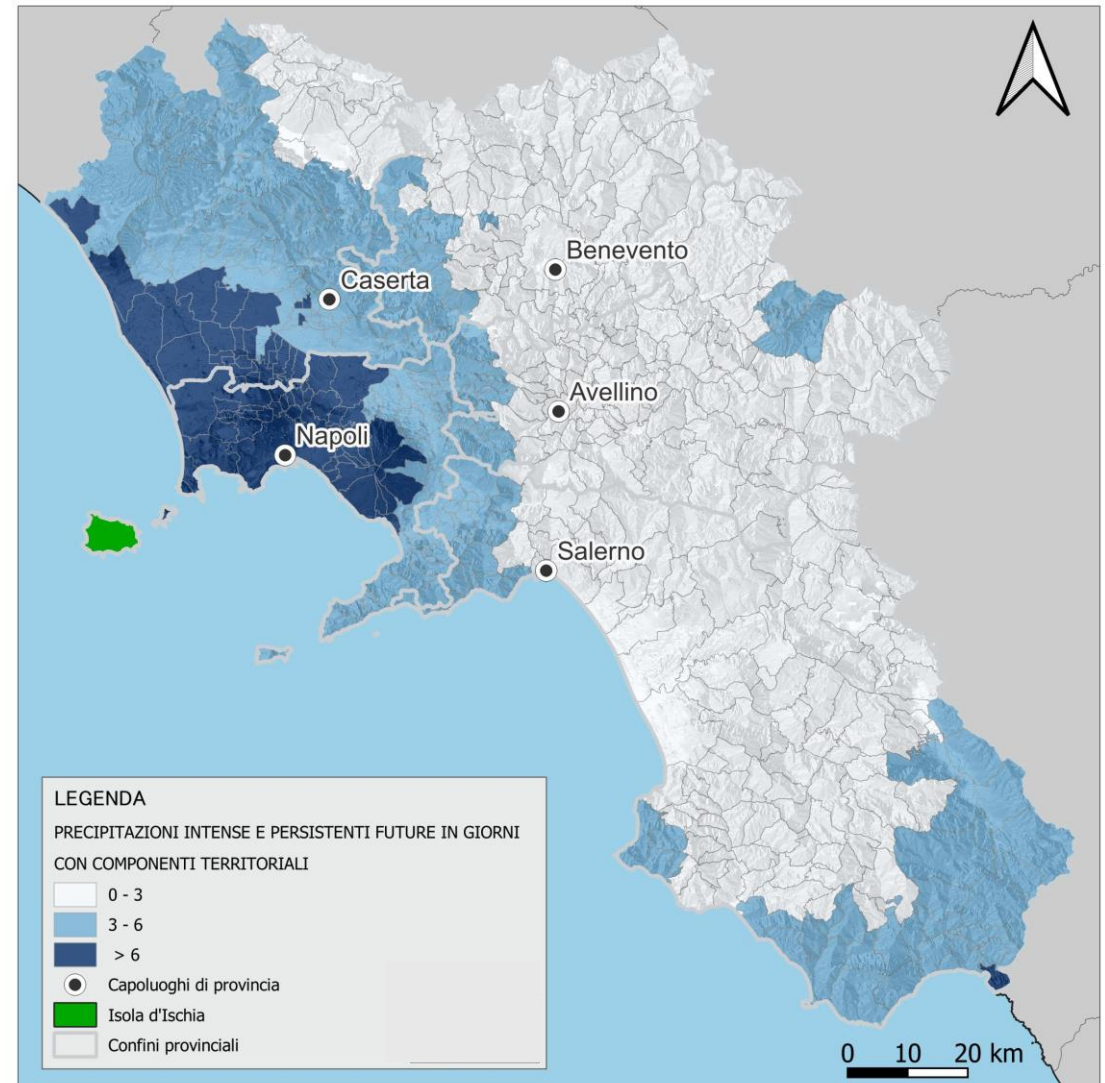 Benevento
Caserta
Avellino
Napoli
Salerno
LEGENDA
PRECIPITAZIONI INTENSE E PERSISTENTI FUTURE IN GIORNI
CON COMPONENTI TERRITORIALI
0 - 3
3 - 6
> 6
Capoluoghi di provincia
Isola d'Ischia
Confini provinciali
0 10 20 km